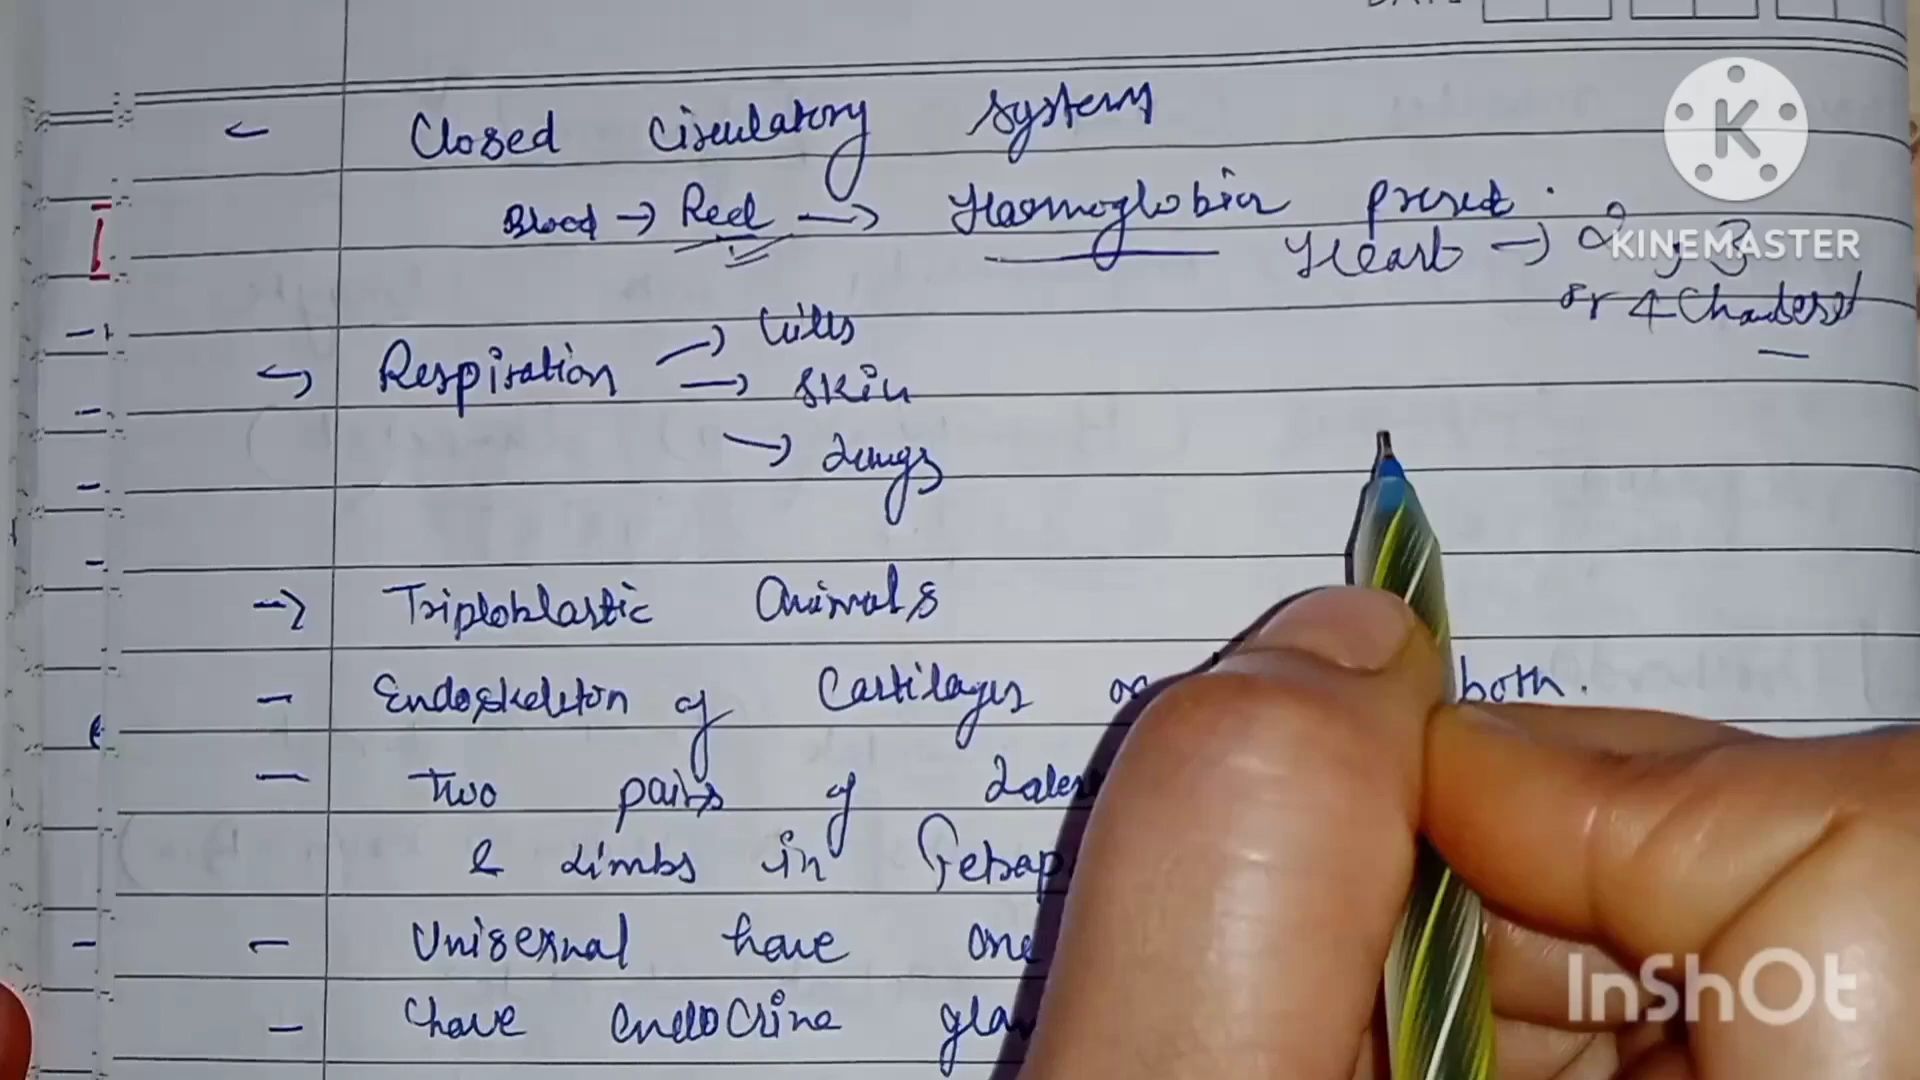 Closed Circulatory system
Blood → Red → Haemoglobin present.
Heart → 2, 3
or 4 Chambers
Respiration → Gills
→ Skin
→ Lungs
→ Triploblastic Animals
- Endoskeleton of Cartilages or both.
- Two pairs of
& Limbs in
- Unisexual have one
- have endocrine
K
KINEMASTER
InShOt